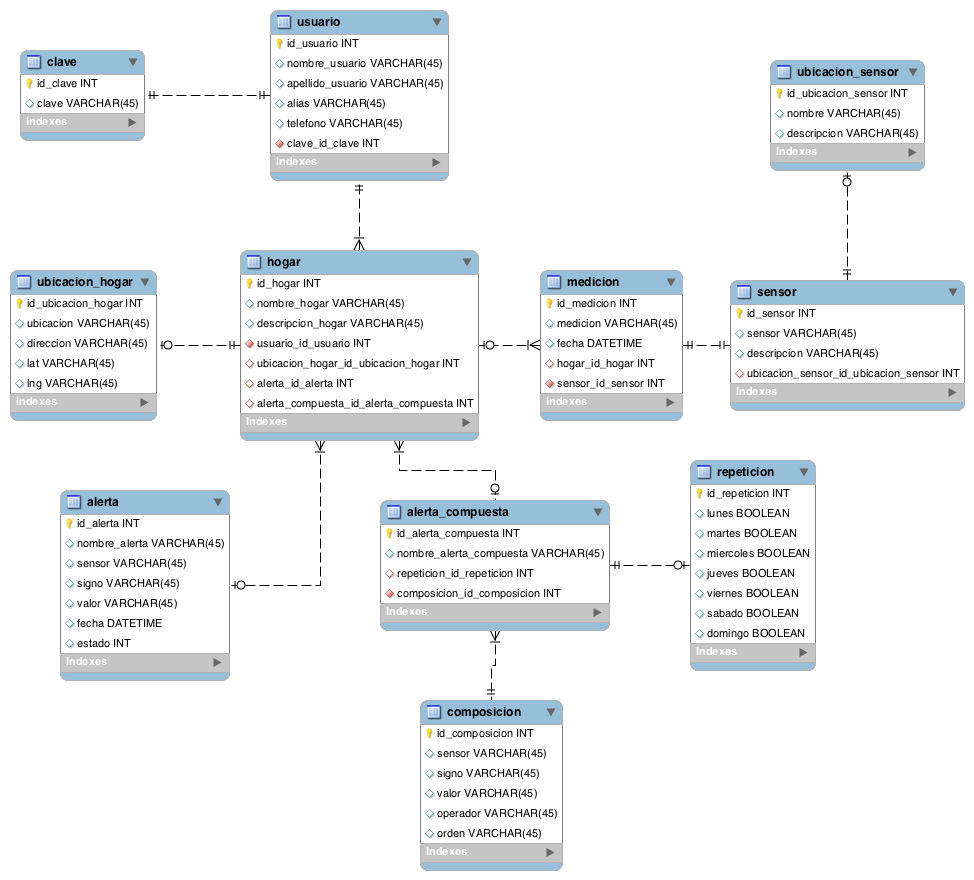 usuario
id_usuario INT
nombre_usuario VARCHAR(45)
apellido_usuario VARCHAR(45)
alias VARCHAR(45)
telefono VARCHAR(45)
clave_id_clave INT
Indexes
clave
id_clave INT
clave VARCHAR(45)
Indexes
ubicacion_sensor
id_ubicacion_sensor INT
nombre VARCHAR(45)
descripcion VARCHAR(45)
Indexes
ubicacion_hogar
id_ubicacion_hogar INT
ubicacion VARCHAR(45)
direccion VARCHAR(45)
lat VARCHAR(45)
lng VARCHAR(45)
Indexes
hogar
id_hogar INT
nombre_hogar VARCHAR(45)
descripcion_hogar VARCHAR(45)
usuario_id_usuario INT
ubicacion_hogar_id_ubicacion_hogar INT
alerta_id_alerta INT
alerta_compuesta_id_alerta_compuesta INT
Indexes
medicion
id_medicion INT
medicion VARCHAR(45)
fecha DATETIME
hogar_id_hogar INT
sensor_id_sensor INT
Indexes
sensor
id_sensor INT
sensor VARCHAR(45)
descripcion VARCHAR(45)
ubicacion_sensor_id_ubicacion_sensor INT
Indexes
alerta
id_alerta INT
nombre_alerta VARCHAR(45)
sensor VARCHAR(45)
signo VARCHAR(45)
valor VARCHAR(45)
fecha DATETIME
estado INT
Indexes
alerta_compuesta
id_alerta_compuesta INT
nombre_alerta_compuesta VARCHAR(45)
repeticion_id_repeticion INT
composicion_id_composicion INT
Indexes
repeticion
id_repeticion INT
lunes BOOLEAN
martes BOOLEAN
miercoles BOOLEAN
jueves BOOLEAN
viernes BOOLEAN
sabado BOOLEAN
domingo BOOLEAN
Indexes
composicion
id_composicion INT
sensor VARCHAR(45)
signo VARCHAR(45)
valor VARCHAR(45)
operador VARCHAR(45)
orden VARCHAR(45)
Indexes